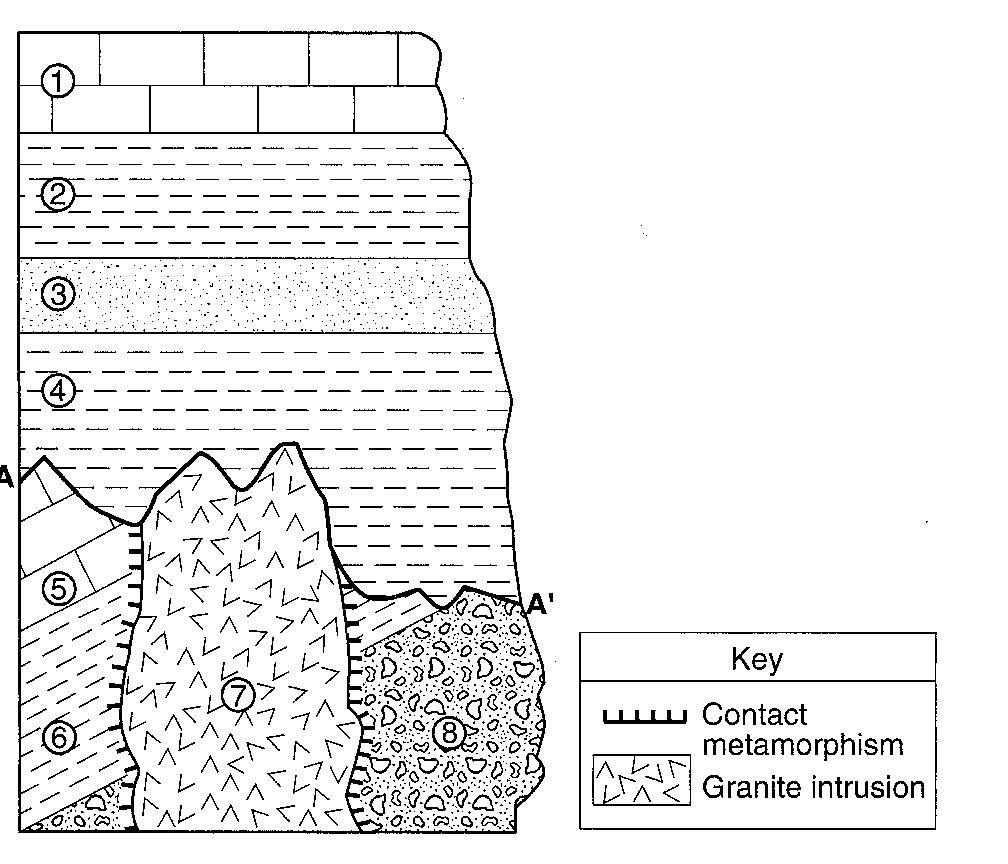 ①
②
③
④
A
⑤
A'
Key
Contact
metamorphism
⑥
⑦
⑧
Granite intrusion